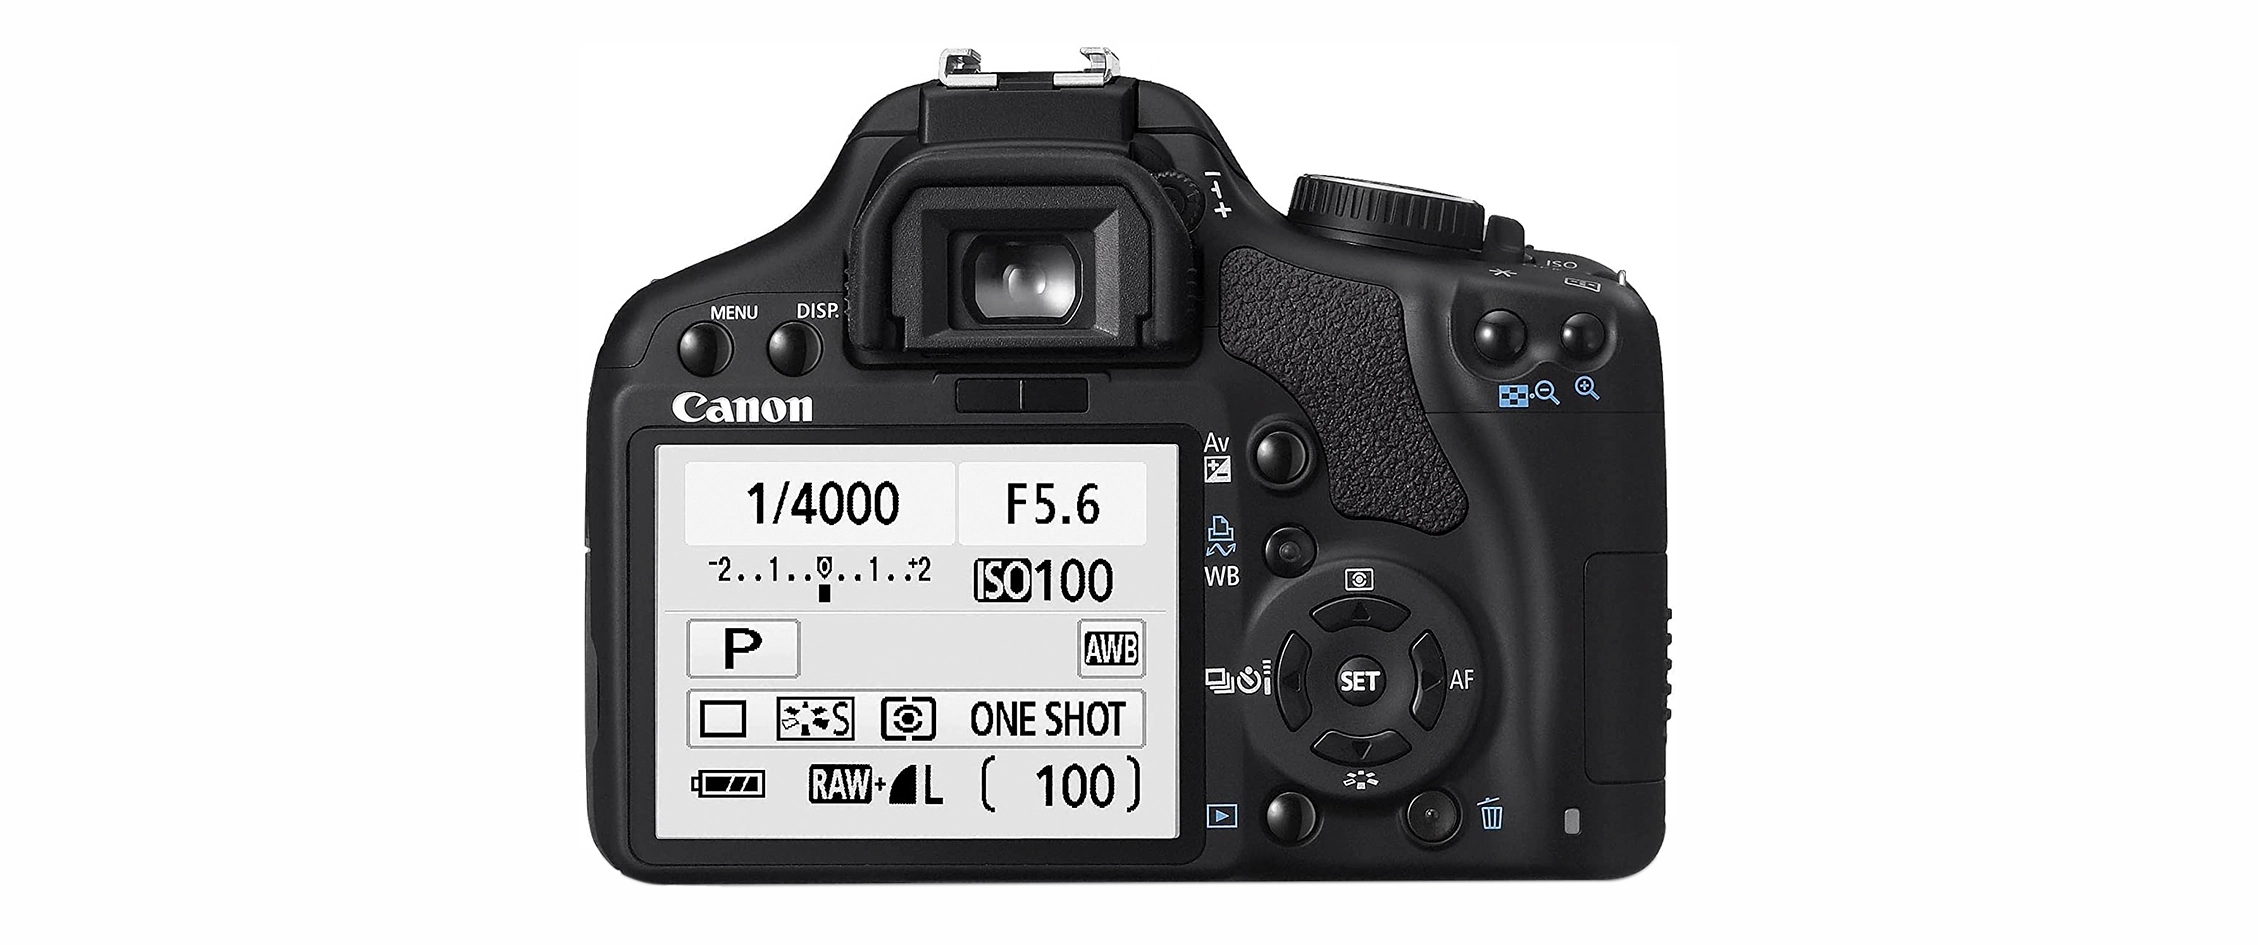 ISO
MENU DISP.
Canon
Av
1/4000 F5.6
-2..1..0..1..+2 ISO100
WB
P AWB
SET AF
S ONE SHOT
RAW+L ( 100 )